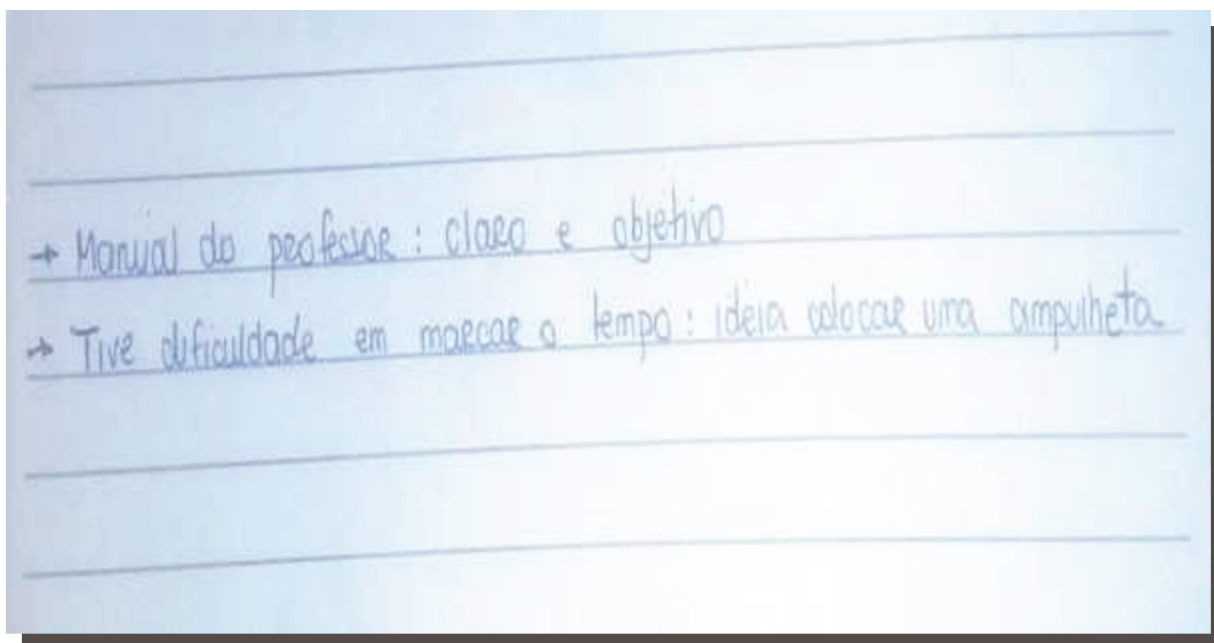 → Manual do professor : claro e objetivo
→ Tive dificuldade em marcar o tempo : ideia colocar uma ampulheta